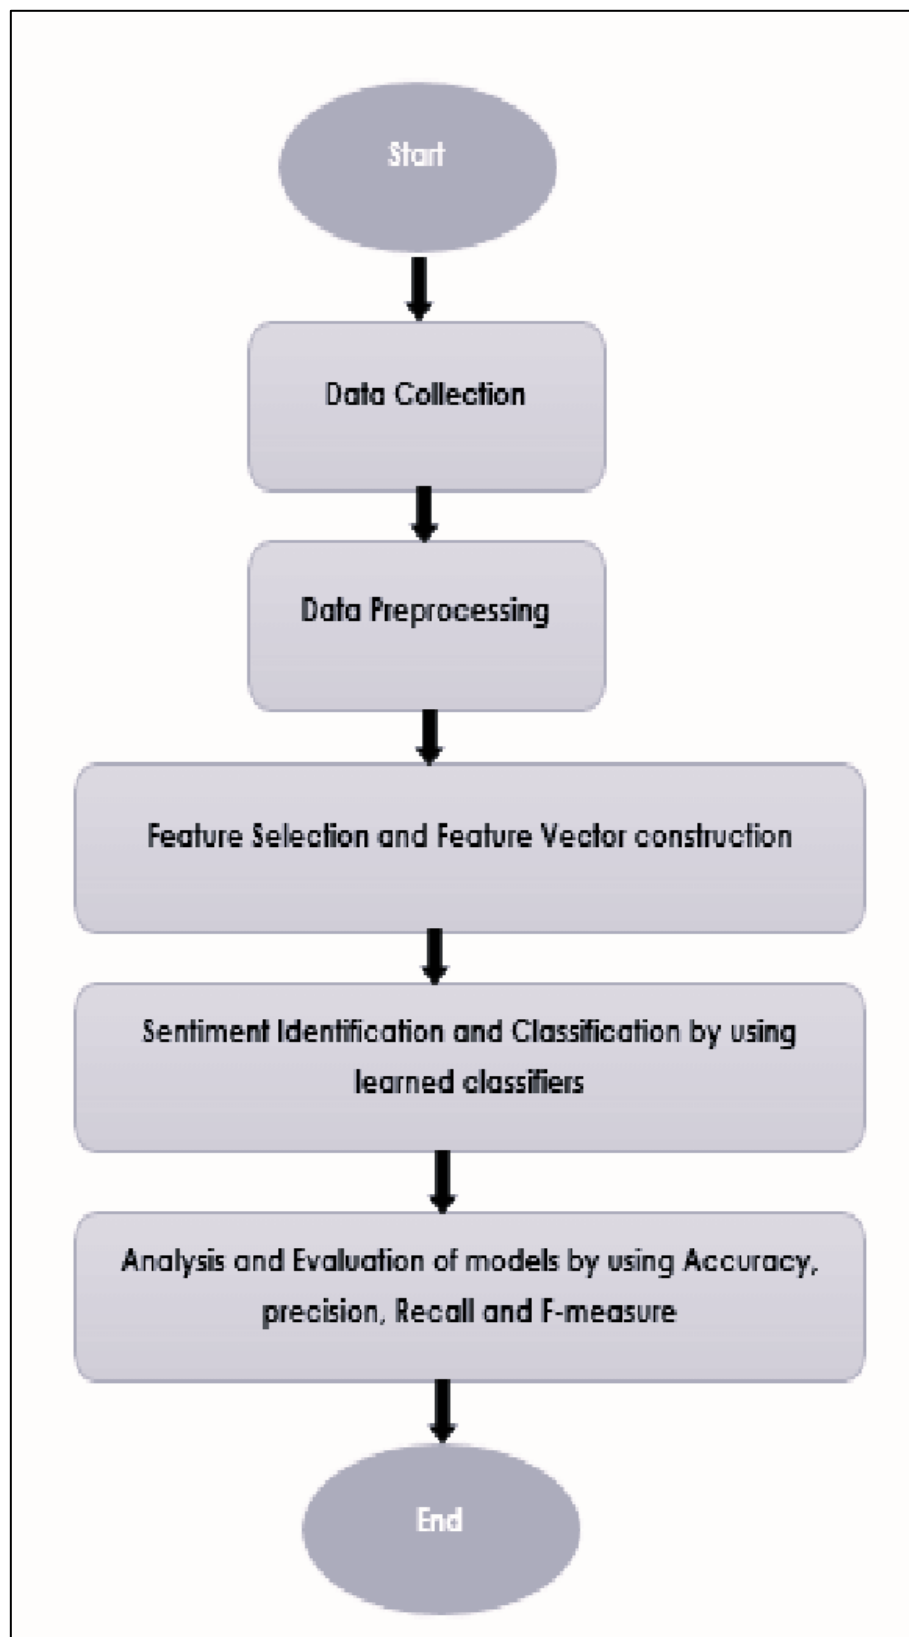 Start
Data Collection
Data Preprocessing
Feature Selection and Feature Vector construction
Sentiment Identification and Classification by using
learned classifiers
Analysis and Evaluation of models by using Accuracy,
precision, Recall and F-measure
End